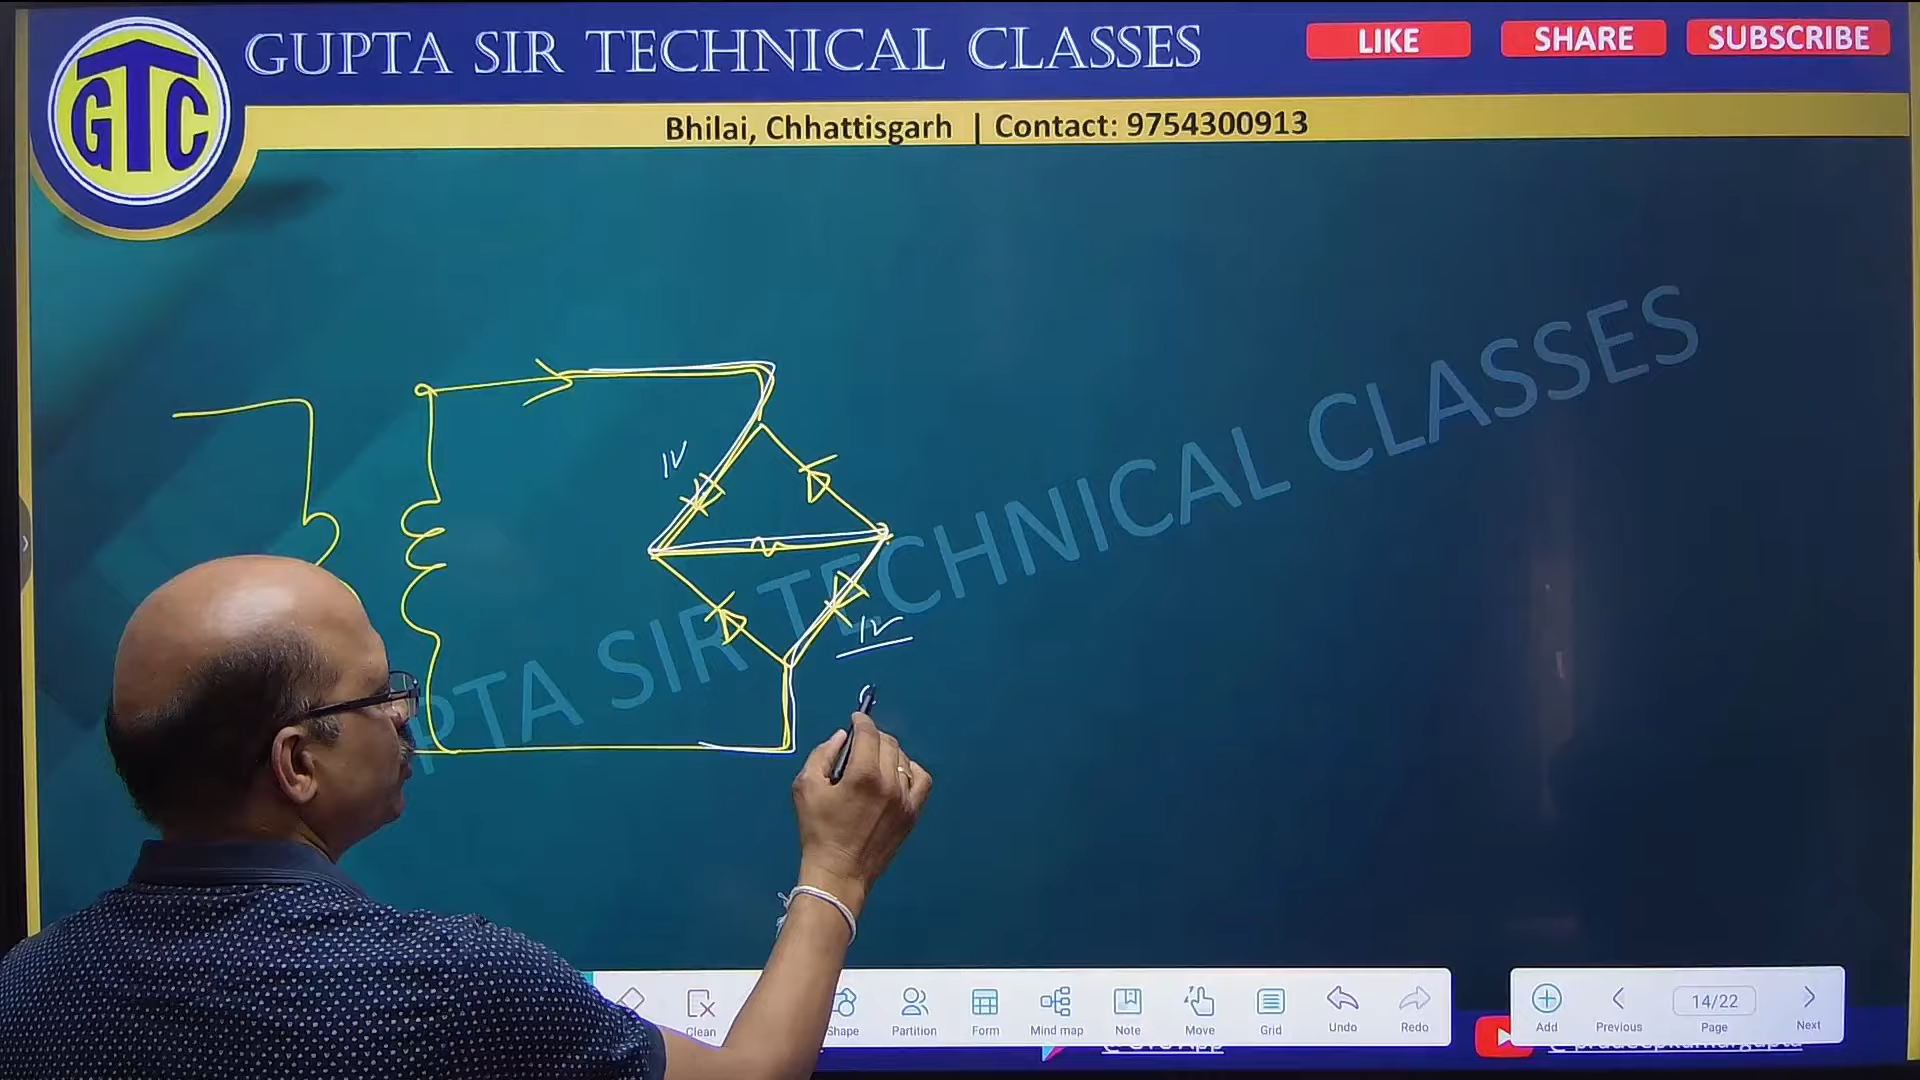 GTC
GUPTA SIR TECHNICAL CLASSES
LIKE
SHARE
SUBSCRIBE
Bhilai, Chhattisgarh | Contact: 9754300913
GUPTA SIR TECHNICAL CLASSES
1V
1V
Clean
Shape
Partition
Form
Mind map
Note
Move
Grid
Undo
Redo
Add
Previous
14/22
Page
Next